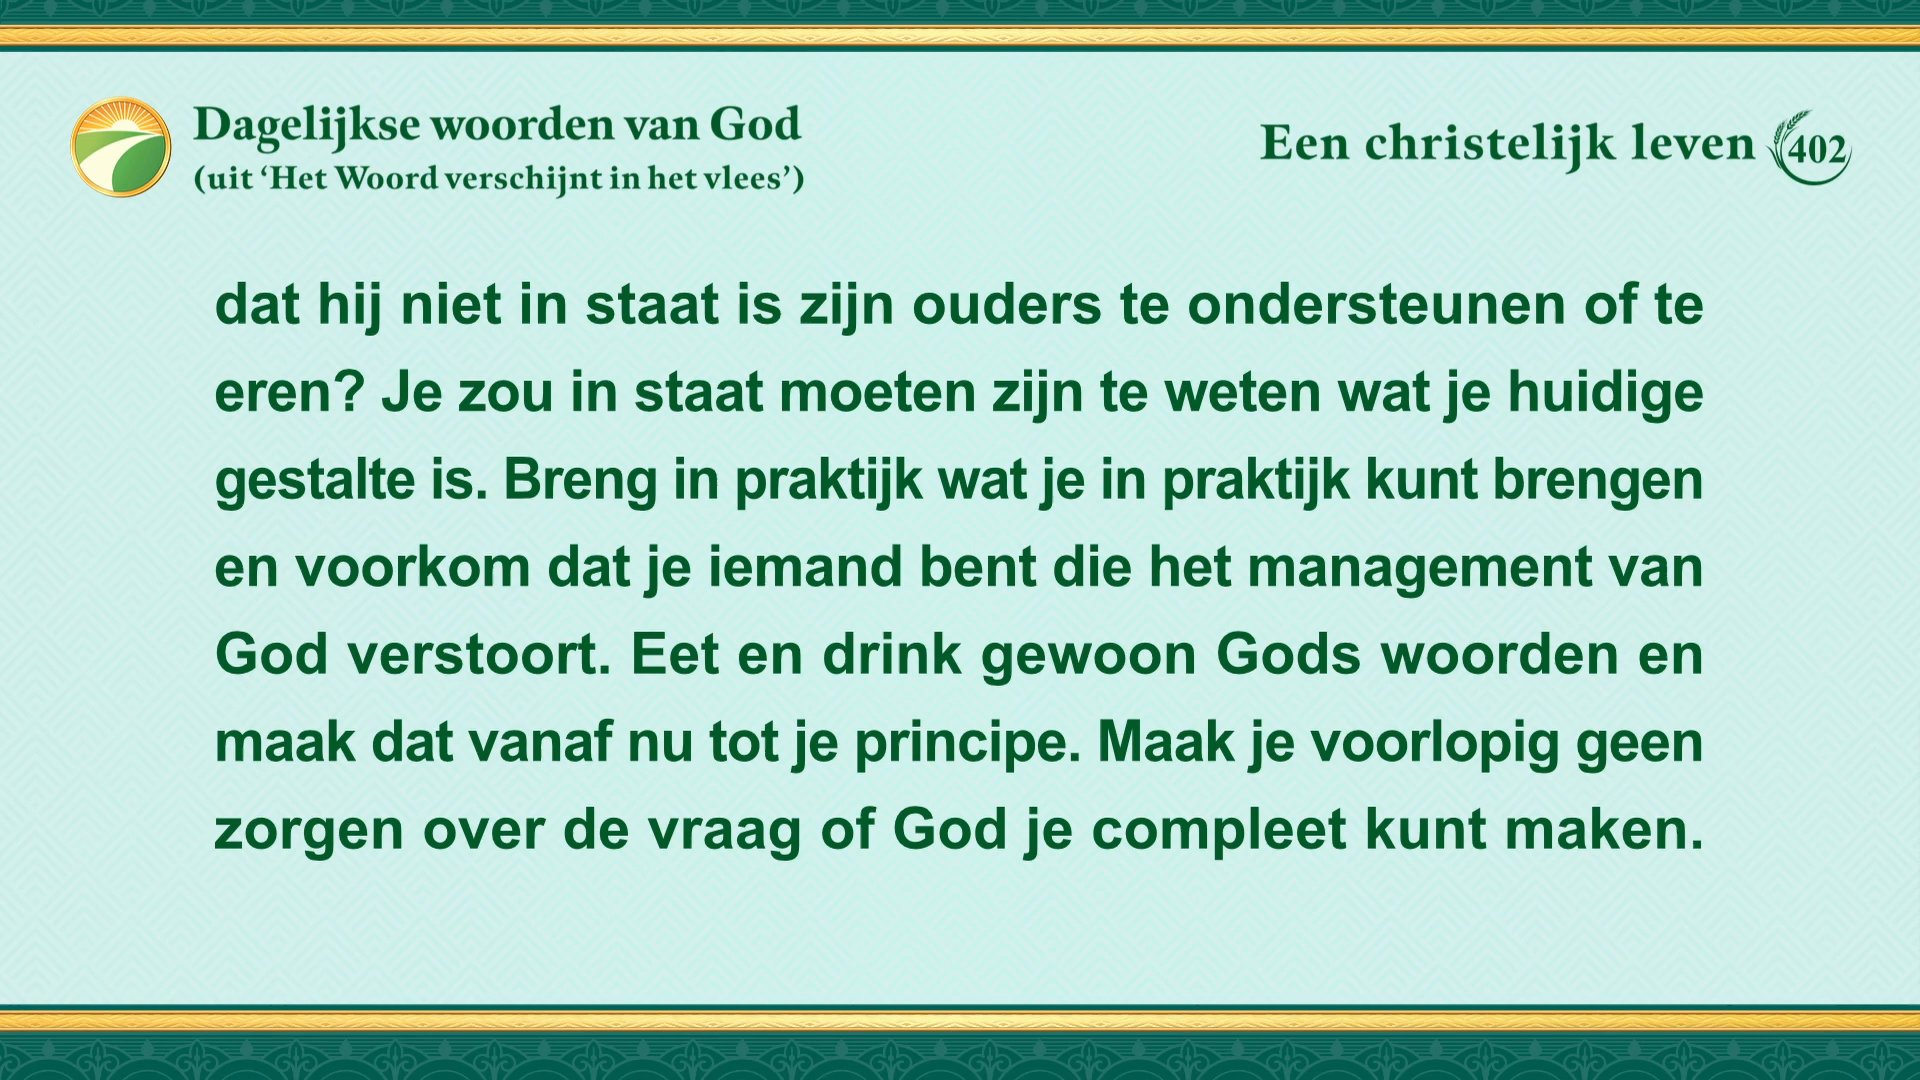 Dagelijkse woorden van God
(uit ‘Het Woord verschijnt in het vlees’)
Een christelijk leven 402
dat hij niet in staat is zijn ouders te ondersteunen of te
eren? Je zou in staat moeten zijn te weten wat je huidige
gestalte is. Breng in praktijk wat je in praktijk kunt brengen
en voorkom dat je iemand bent die het management van
God verstoort. Eet en drink gewoon Gods woorden en
maak dat vanaf nu tot je principe. Maak je voorlopig geen
zorgen over de vraag of God je compleet kunt maken.